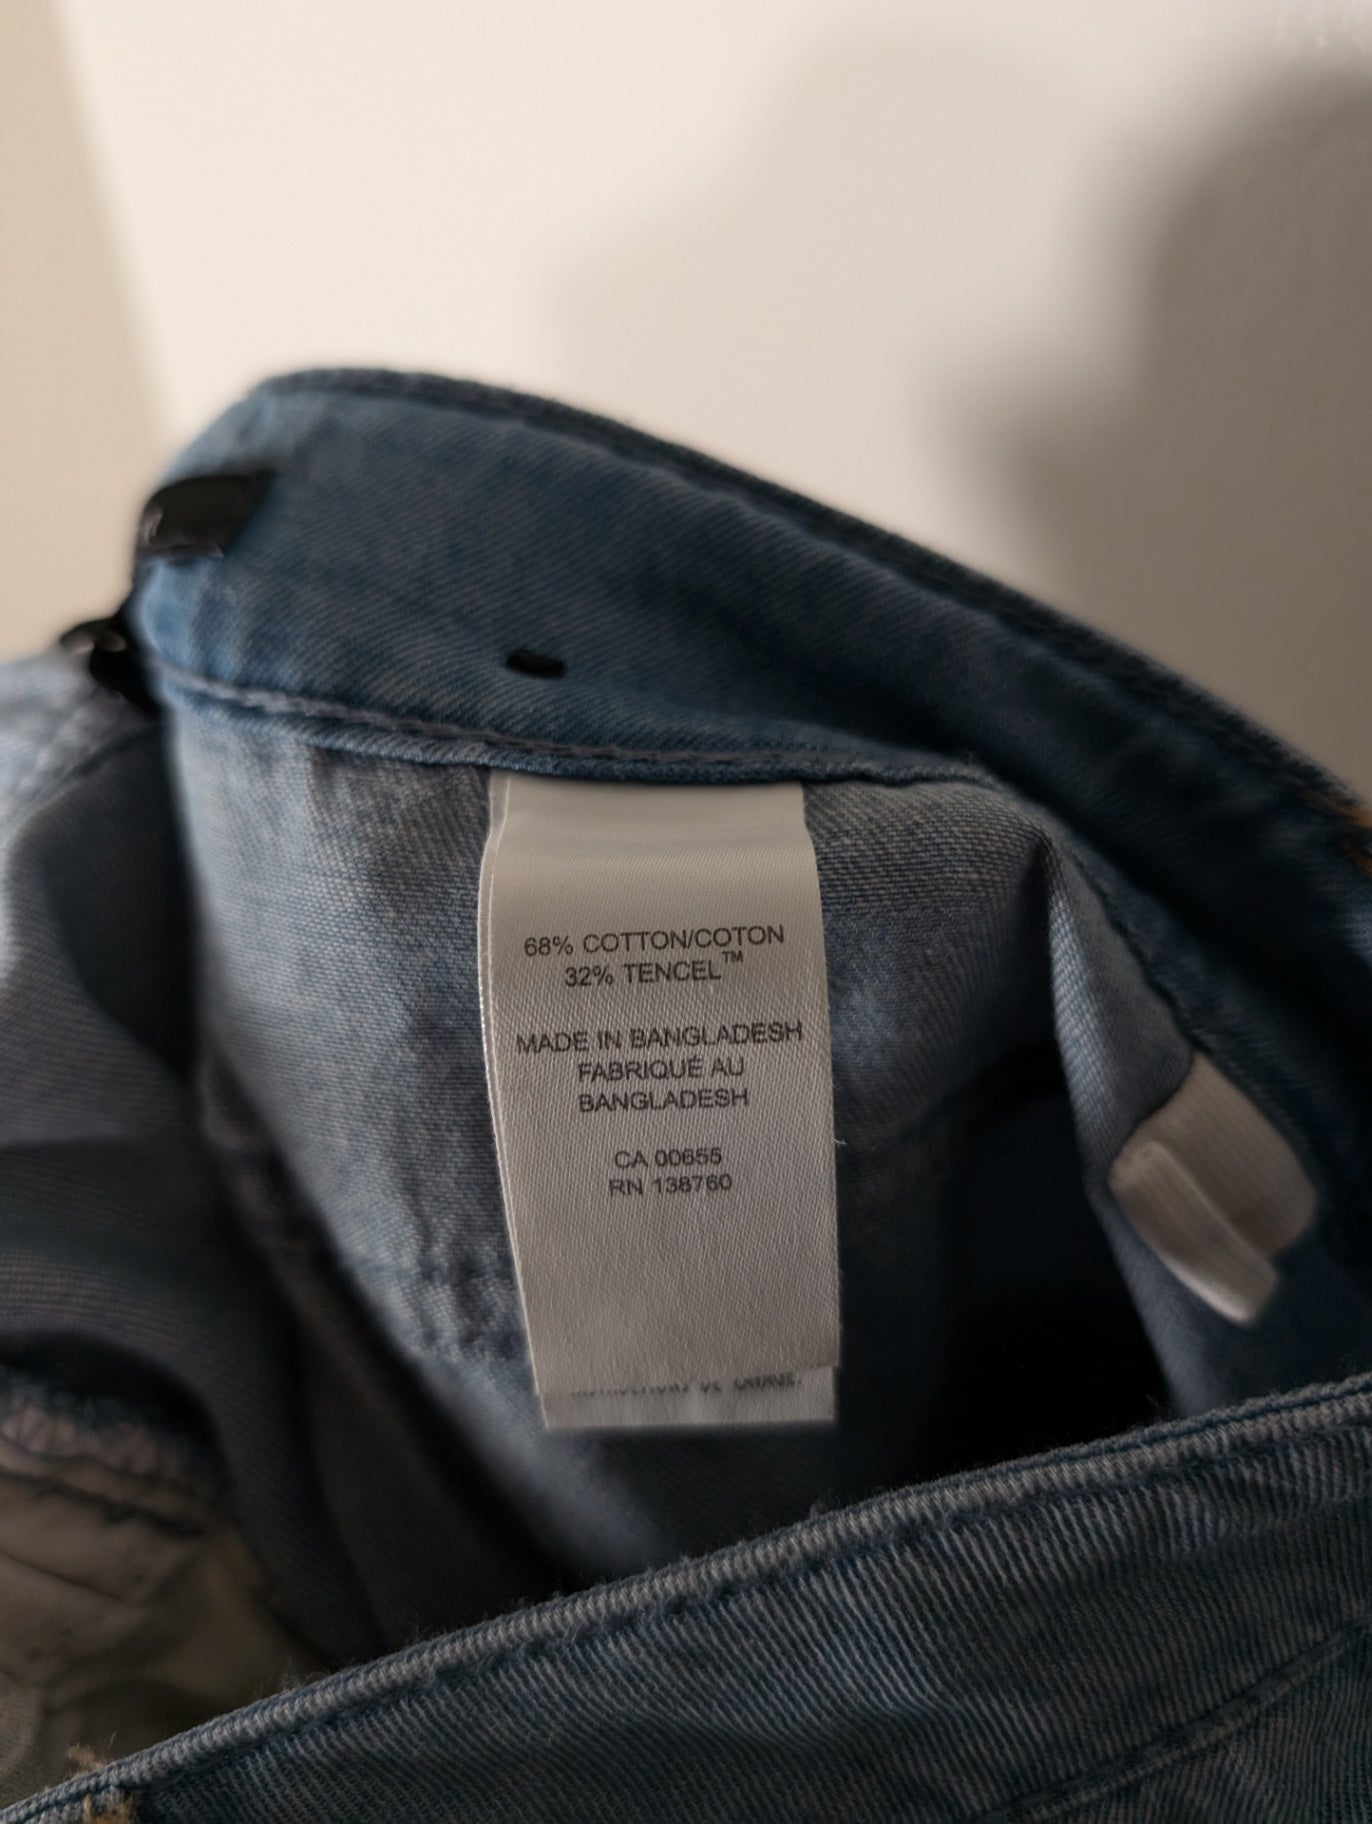 68% COTTON/COTON
32% TENCEL™
MADE IN BANGLADESH
FABRIQUÉ AU
BANGLADESH
CA 00655
RN 138760